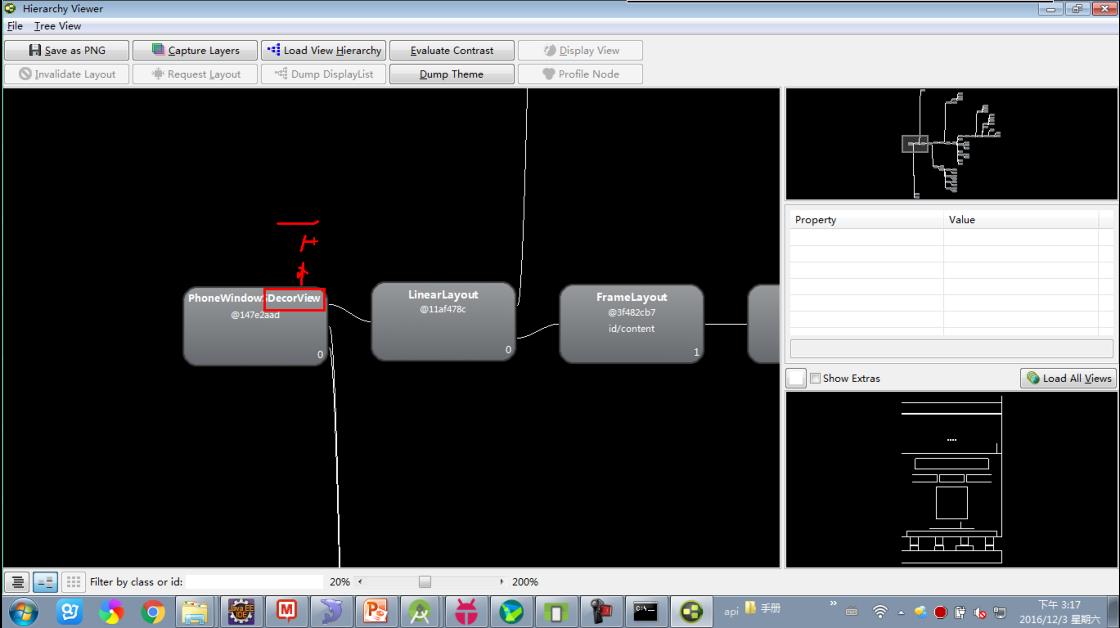 Hierarchy Viewer
File Tree View
Save as PNG
Capture Layers
Load View Hierarchy
Evaluate Contrast
Display View
Invalidate Layout
Request Layout
Dump DisplayList
Dump Theme
Profile Node
PhoneWindow$DecorView
@147e2aad
0
LinearLayout
@11af478c
0
FrameLayout
@3f482cb7
id/content
1
Property Value
Show Extras
Load All Views
Filter by class or id:
20% 200%
api 手册
下午 3:17
2016/12/3 星期六